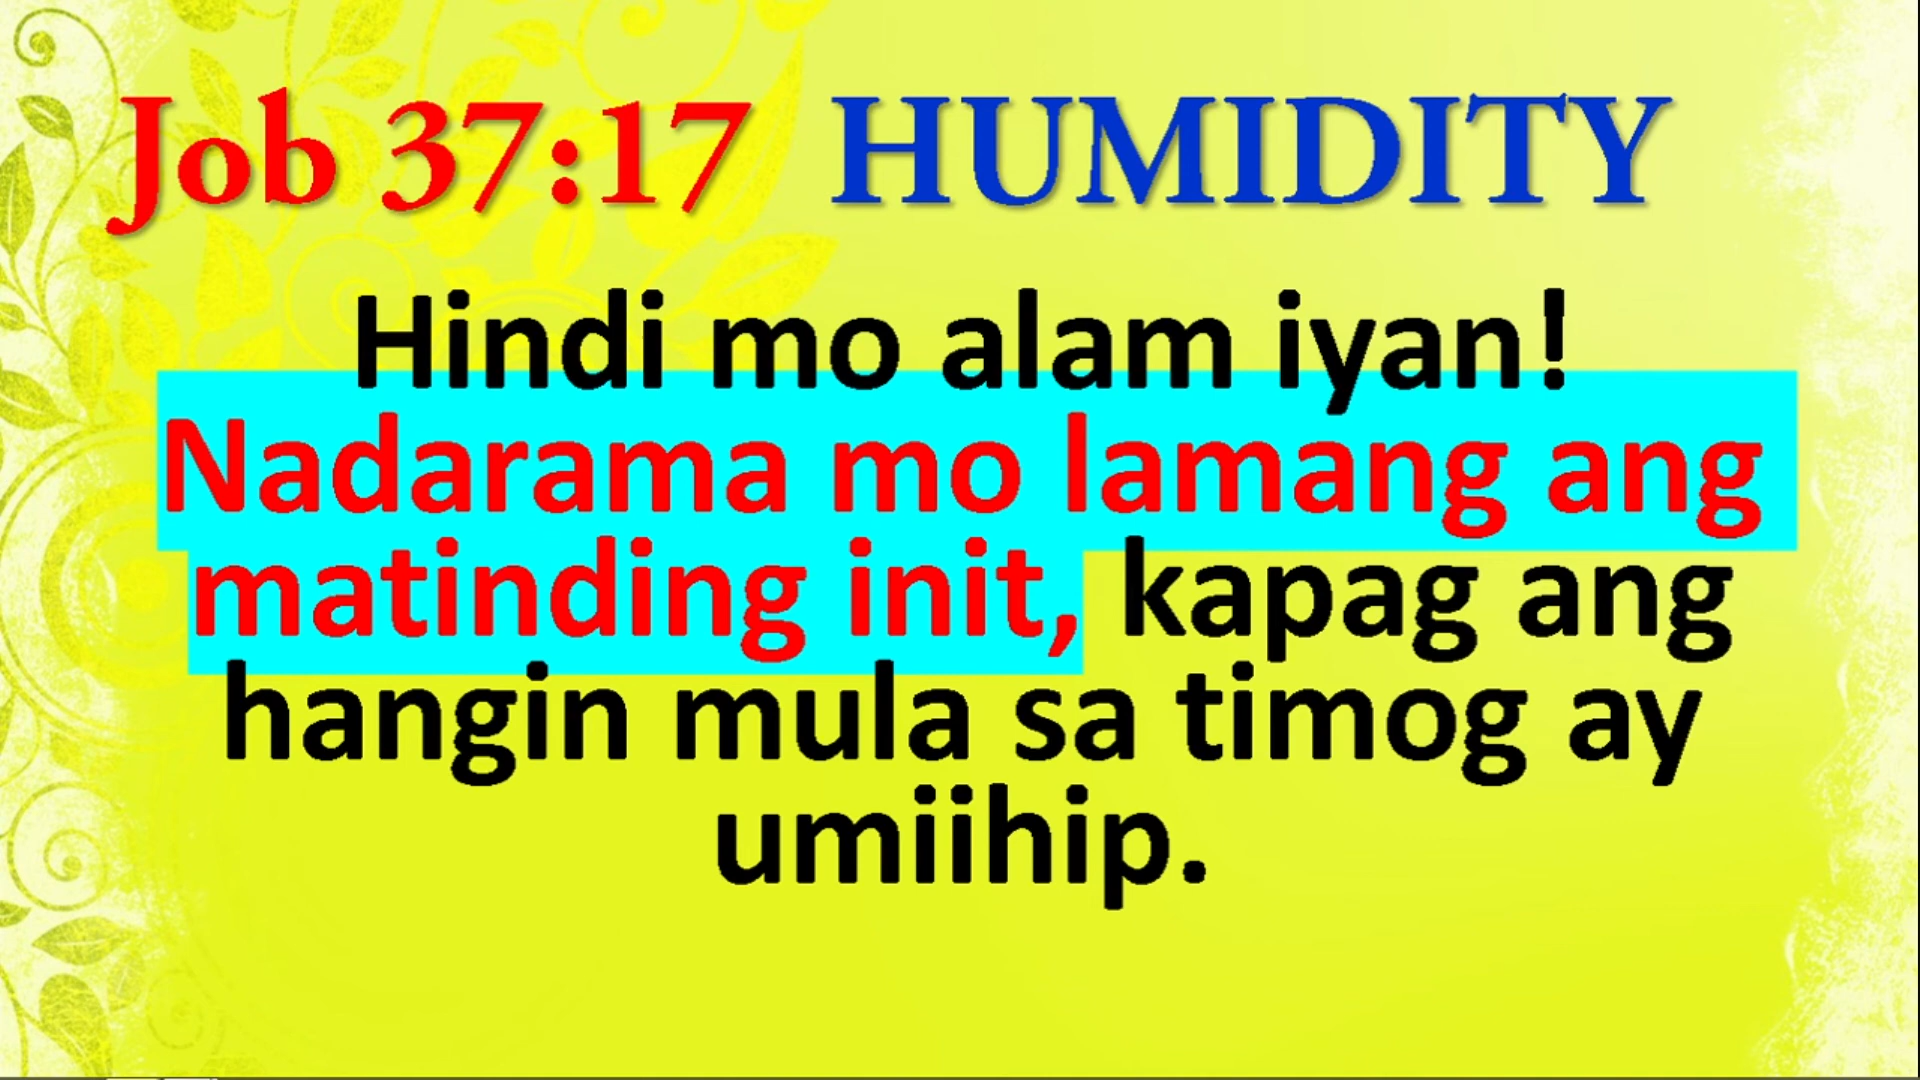 Job 37:17 HUMIDITY
Hindi mo alam iyan!
Nadarama mo lamang ang
matinding init, kapag ang
hangin mula sa timog ay
umiihip.